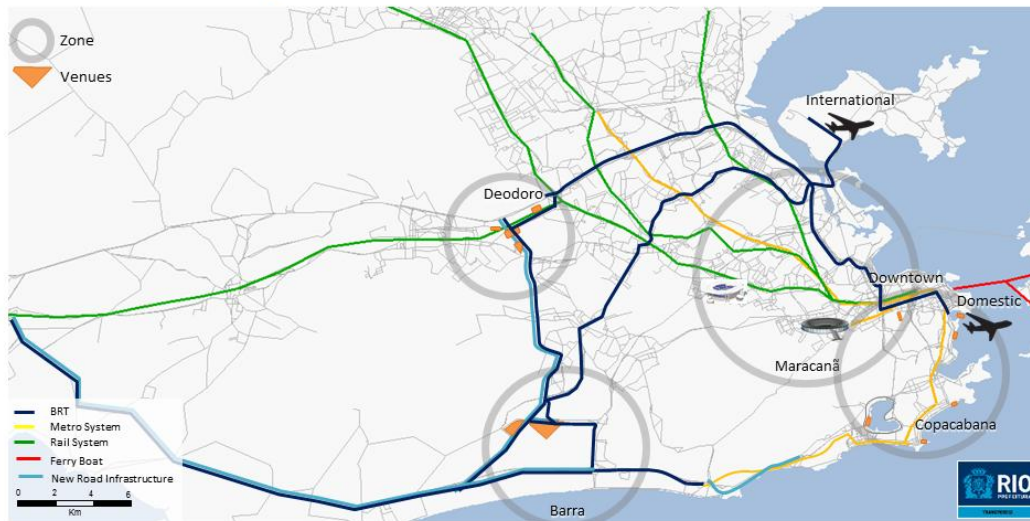 Zone
Venues
International
Deodoro
Downtown
Domestic
Maracanã
Copacabana
Barra
BRT
Metro System
Rail System
Ferry Boat
New Road Infrastructure
0 2 4 6
Km
RIO
PREFEITURA